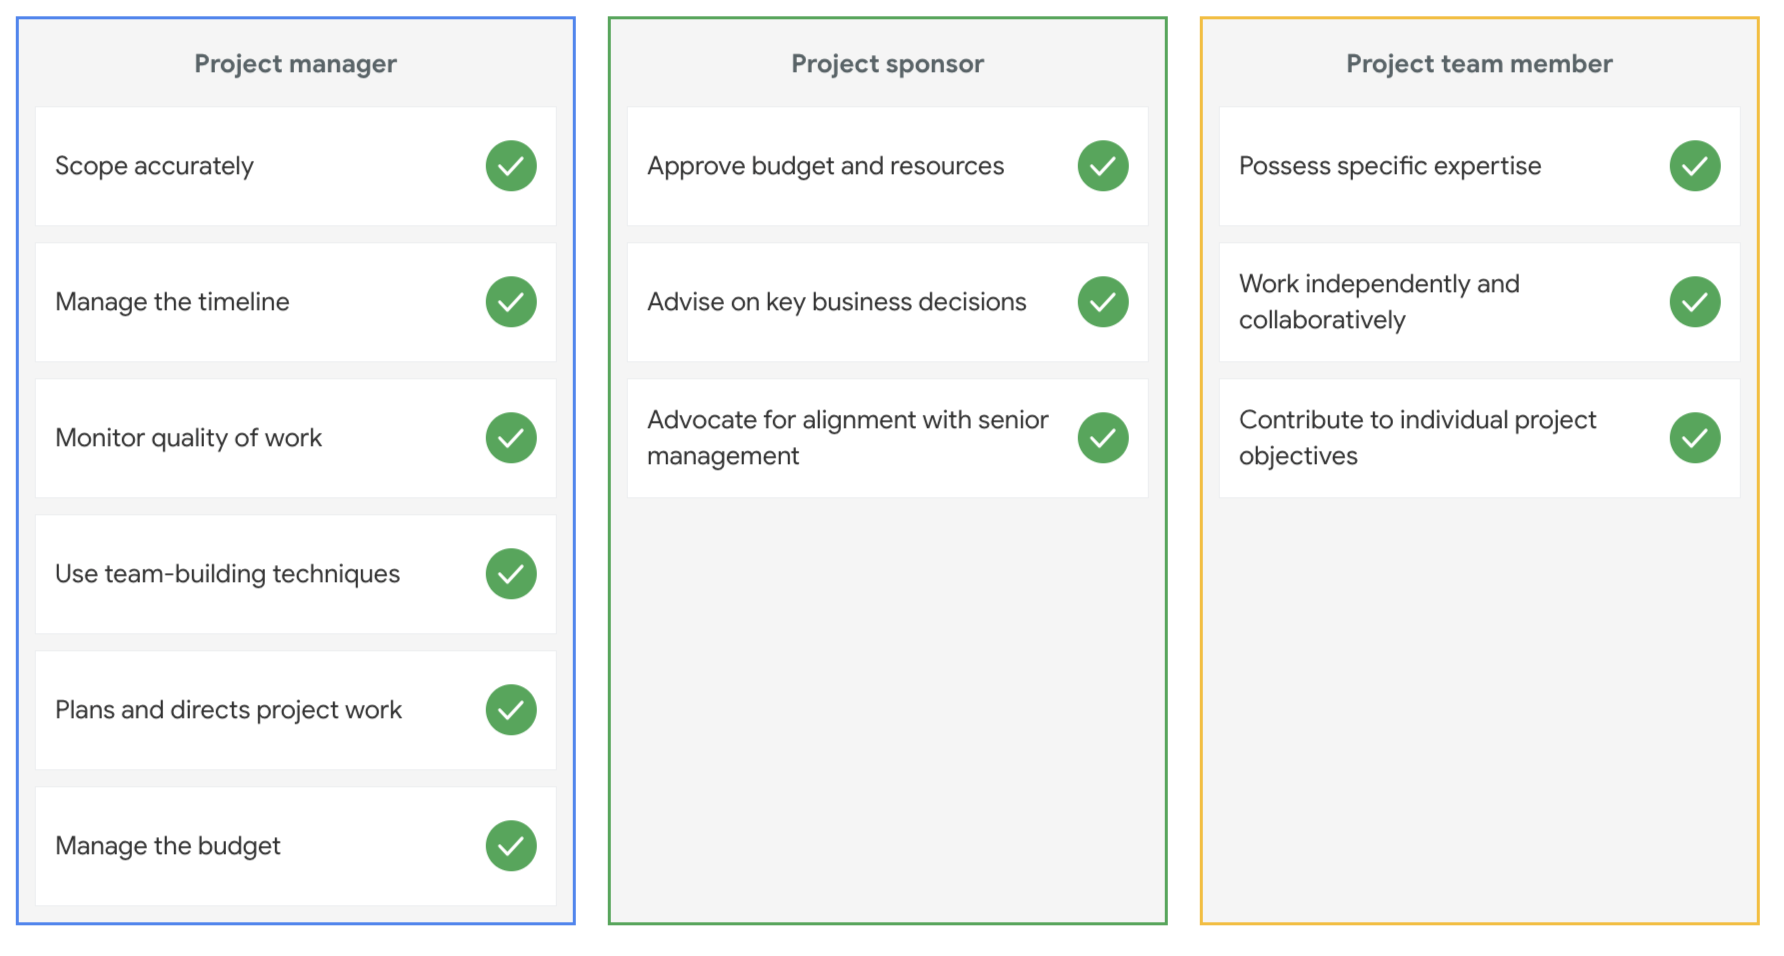 Project manager
Scope accurately
Manage the timeline
Monitor quality of work
Use team-building techniques
Plans and directs project work
Manage the budget
Project sponsor
Approve budget and resources
Advise on key business decisions
Advocate for alignment with senior
management
Project team member
Possess specific expertise
Work independently and
collaboratively
Contribute to individual project
objectives